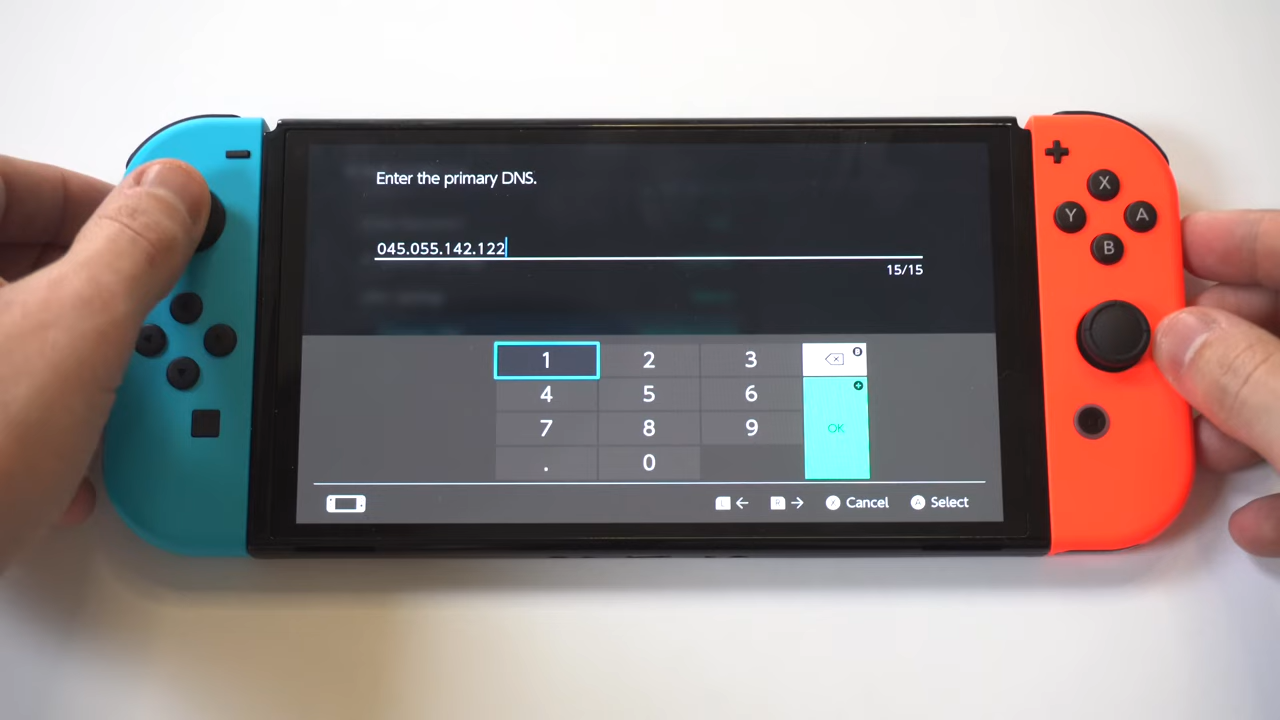 Enter the primary DNS.
045.055.142.122
15/15
1 2 3
4 5 6
7 8 9
. 0
OK
Cancel
Select
X
Y A
B